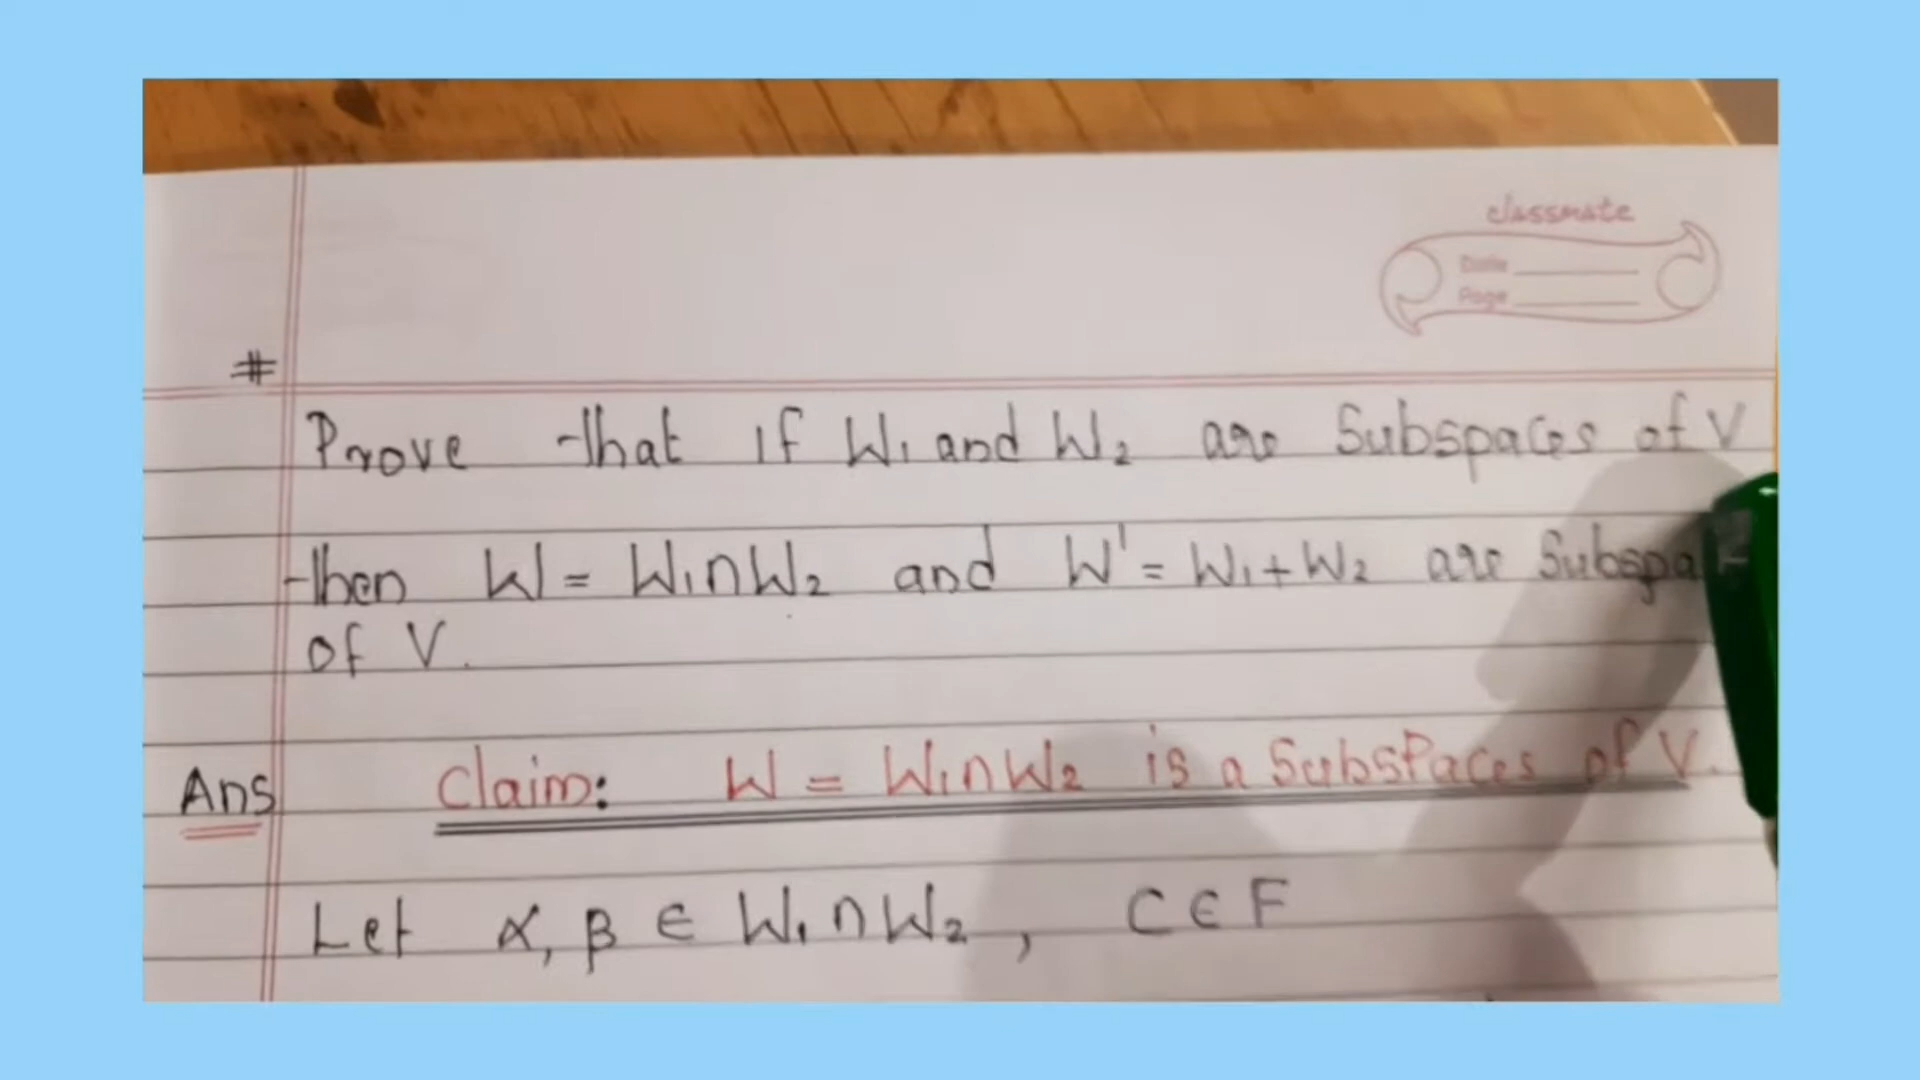 classmate
Date
Page
#
Prove that if W₁ and W₂ are Subspaces of V
then W = W₁∩W₂ and W' = W₁+W₂ are Subspa
of V.
Ans Claim: W = W₁∩W₂ is a SubsPaces of V.
Let α, β ∈ W₁∩W₂, C∈F